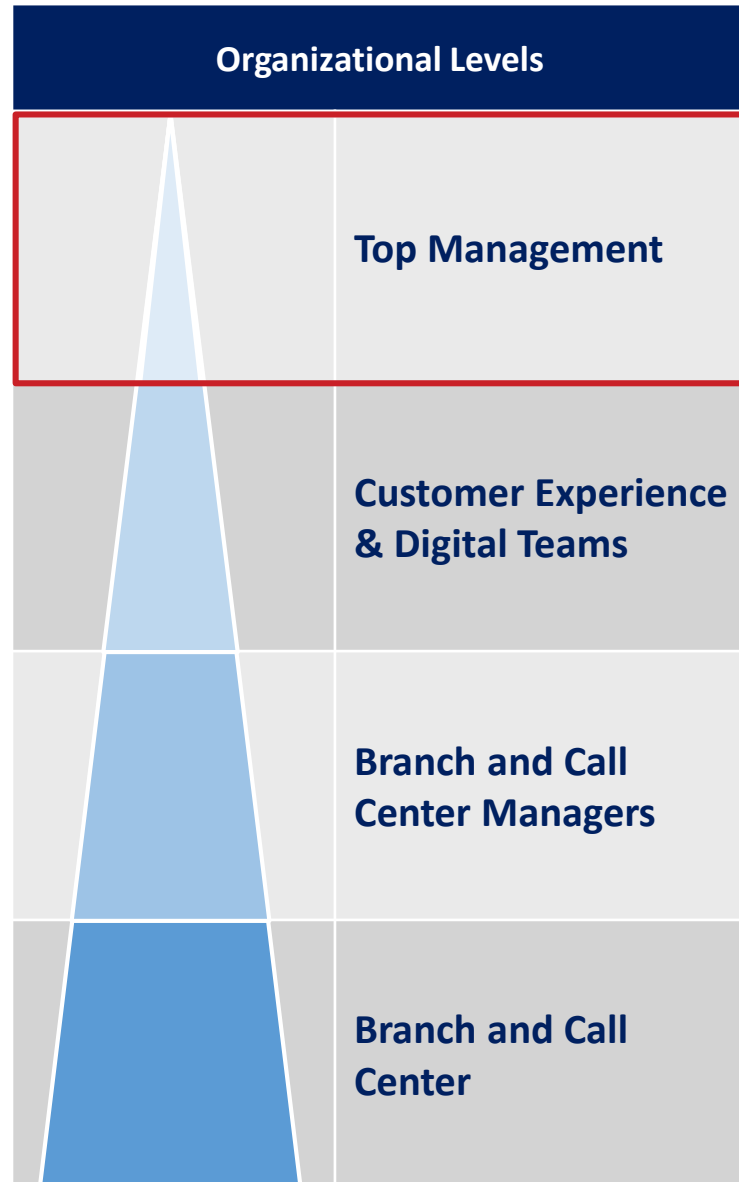 Organizational Levels
Top Management
Customer Experience
& Digital Teams
Branch and Call
Center Managers
Branch and Call
Center